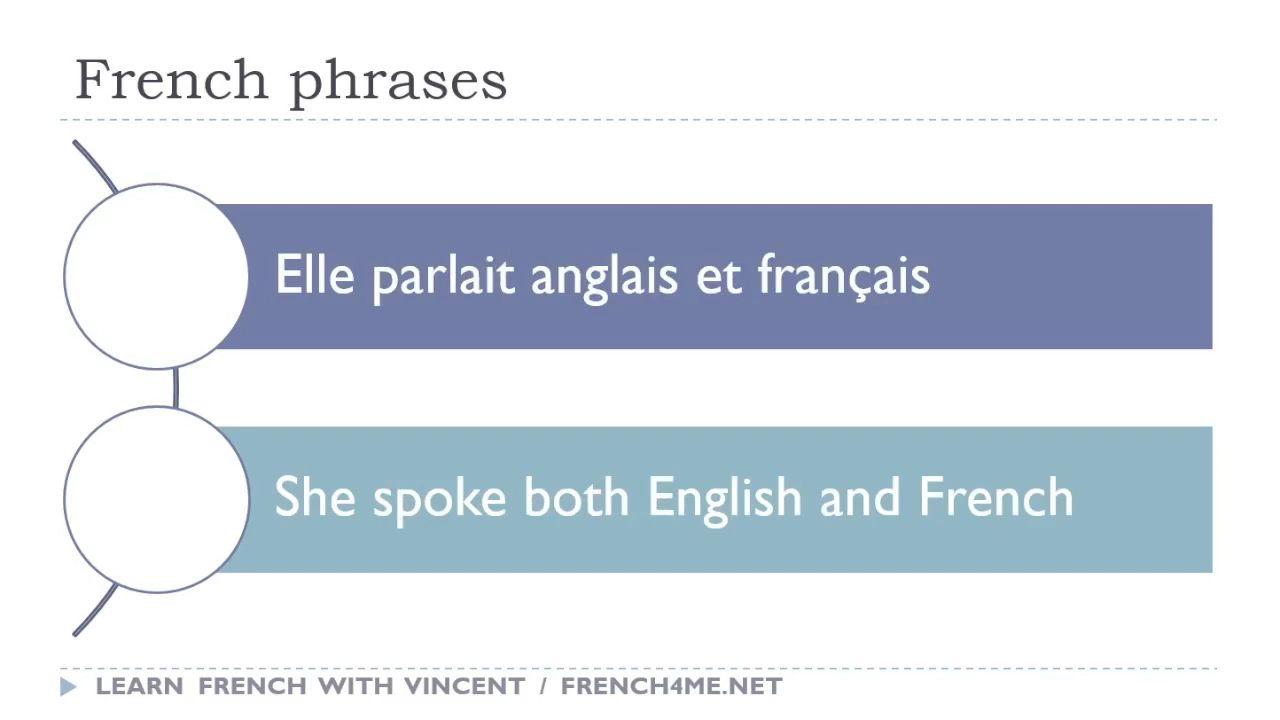 French phrases
Elle parlait anglais et français
She spoke both English and French
LEARN FRENCH WITH VINCENT / FRENCH4ME.NET